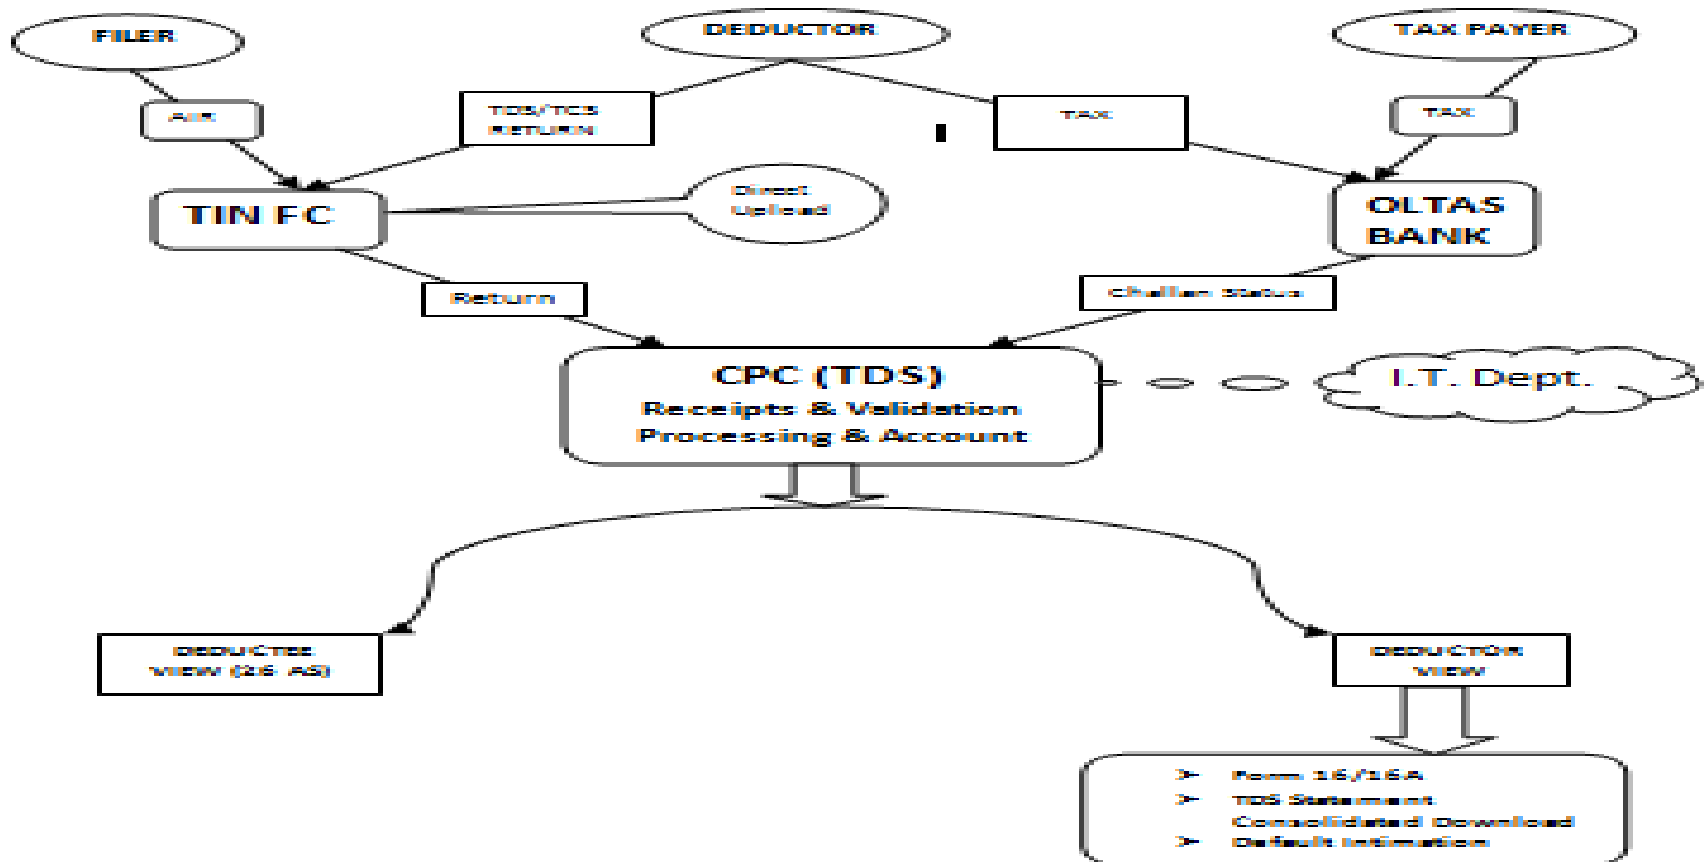 FILER
DEDUCTOR
TAX PAYER
AIR
TDS/TCS
RETURN
TAX
TAX
TIN FC
Direct
Upload
OLTAS
BANK
Return
Challan Status
CPC (TDS)
Receipts & Validation
Processing & Account
I.T. Dept.
DEDUCTEE
VIEW (26 AS)
DEDUCTOR
VIEW
➢ Form 16/16A
➢ TDS Statement
Consolidated Download
➢ Default Intimation